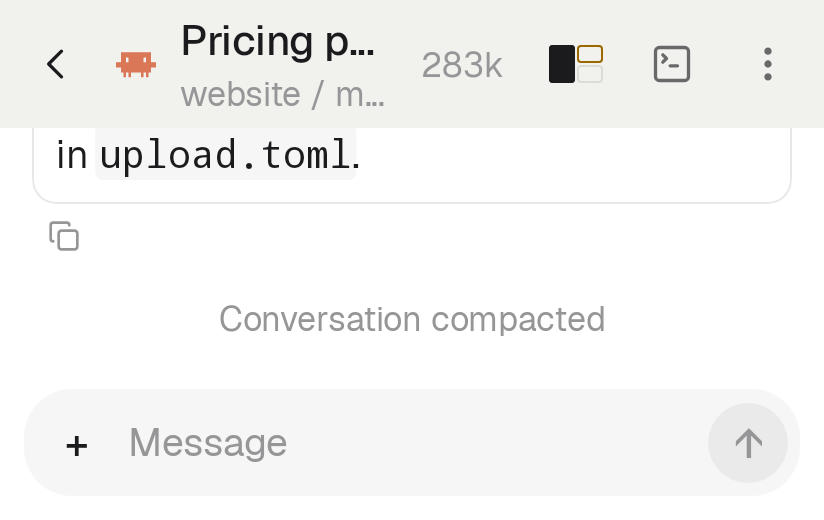 Pricing p...
website / m...
283k
in upload.toml.
Conversation compacted
Message